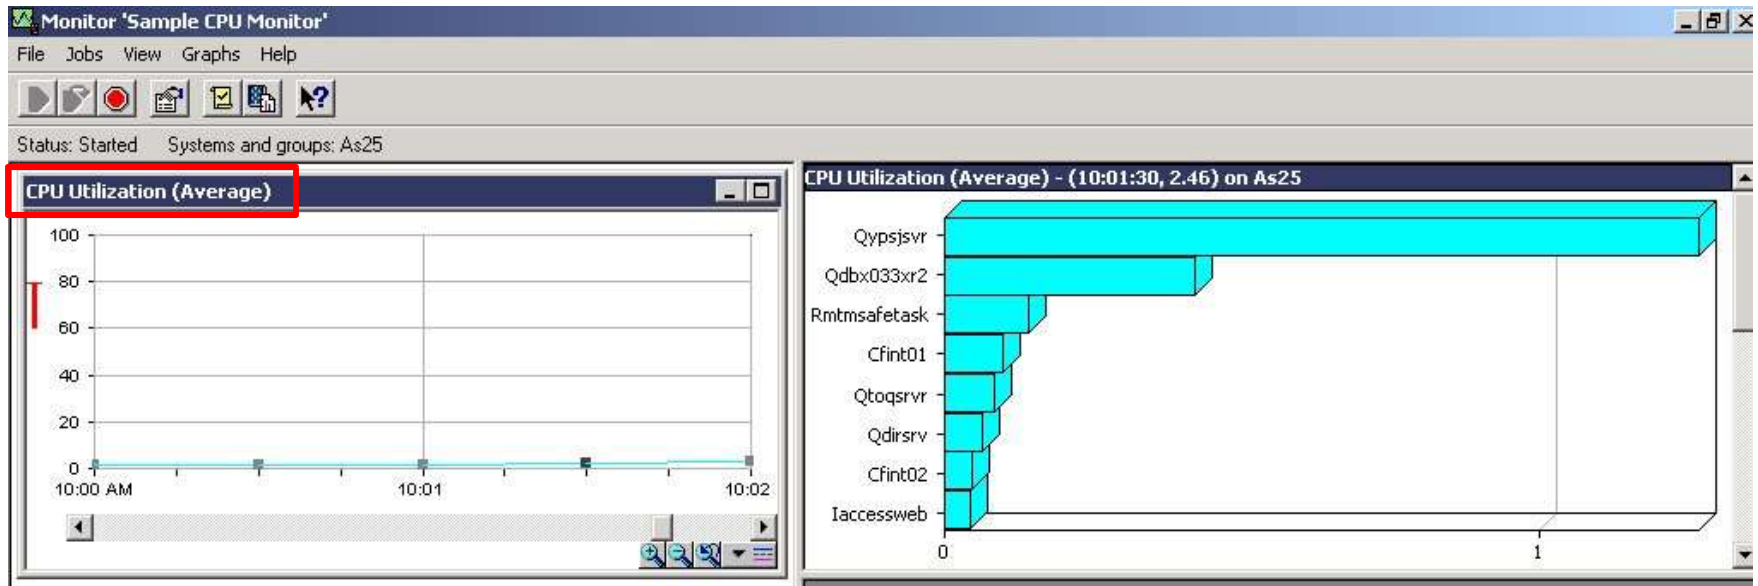 Monitor 'Sample CPU Monitor'
File Jobs View Graphs Help
Status: Started Systems and groups: As25
CPU Utilization (Average)
100
80
60
40
20
0
10:00 AM 10:01 10:02
CPU Utilization (Average) - (10:01:30, 2.46) on As25
Qypsjsvr
Qdbx033xr2
Rmtmsafetask
Cfint01
Qtoqsrvr
Qdirsrv
Cfint02
Iaccessweb
0 1